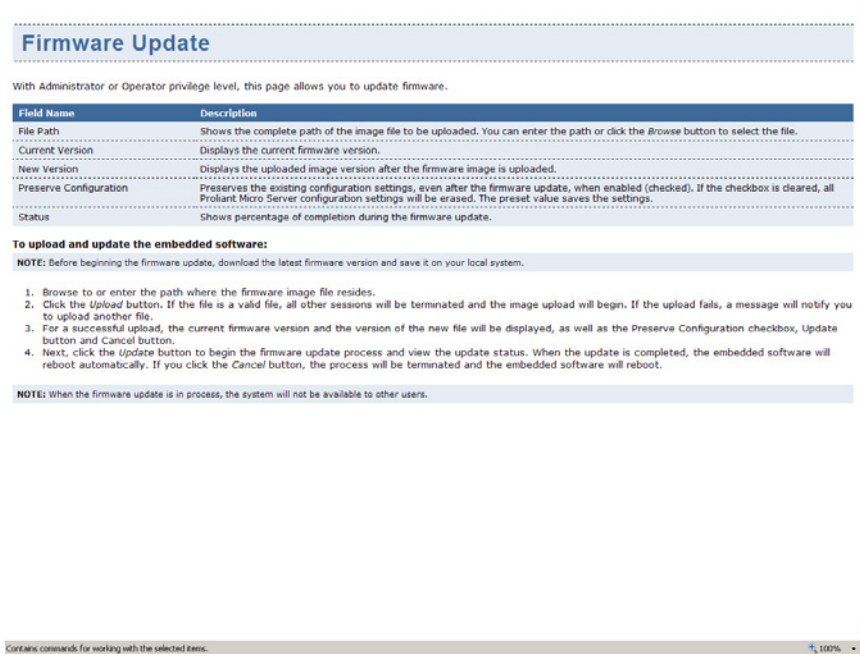 Firmware Update
With Administrator or Operator privilege level, this page allows you to update firmware.
Field Name Description
File Path Shows the complete path of the image file to be uploaded. You can enter the path or click the Browse button to select the file.
Current Version Displays the current firmware version.
New Version Displays the uploaded image version after the firmware image is uploaded.
Preserve Configuration Preserves the existing configuration settings, even after the firmware update, when enabled (checked). If the checkbox is cleared, all
Proliant Micro Server configuration settings will be erased. The preset value saves the settings.
Status Shows percentage of completion during the firmware update.
To upload and update the embedded software:
NOTE: Before beginning the firmware update, download the latest firmware version and save it on your local system.
1. Browse to or enter the path where the firmware image file resides.
2. Click the Upload button. If the file is a valid file, all other sessions will be terminated and the image upload will begin. If the upload fails, a message will notify you
to upload another file.
3. For a successful upload, the current firmware version and the version of the new file will be displayed, as well as the Preserve Configuration checkbox, Update
button and Cancel button.
4. Next, click the Update button to begin the firmware update process and view the update status. When the update is completed, the embedded software will
reboot automatically. If you click the Cancel button, the process will be terminated and the embedded software will reboot.
NOTE: When the firmware update is in process, the system will not be available to other users.
Contains commands for working with the selected items. 100%